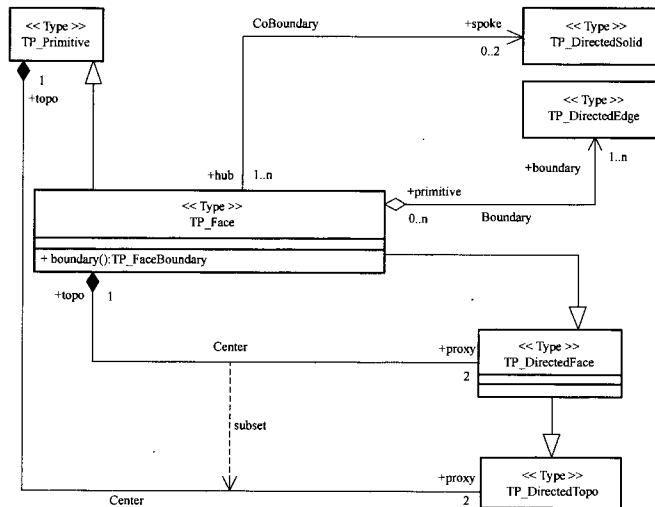 << Type >>
TP_Primitive
1
+topo
CoBoundary
+spoke
0..2
<< Type >>
TP_DirectedSolid
<< Type >>
TP_DirectedEdge
+boundary
1..n
+hub
1..n
<< Type >>
TP_Face
+ boundary():TP_FaceBoundary
+primitive
0..n
Boundary
+topo
1
Center
+proxy
2
<< Type >>
TP_DirectedFace
subset
Center
+proxy
2
<< Type >>
TP_DirectedTopo